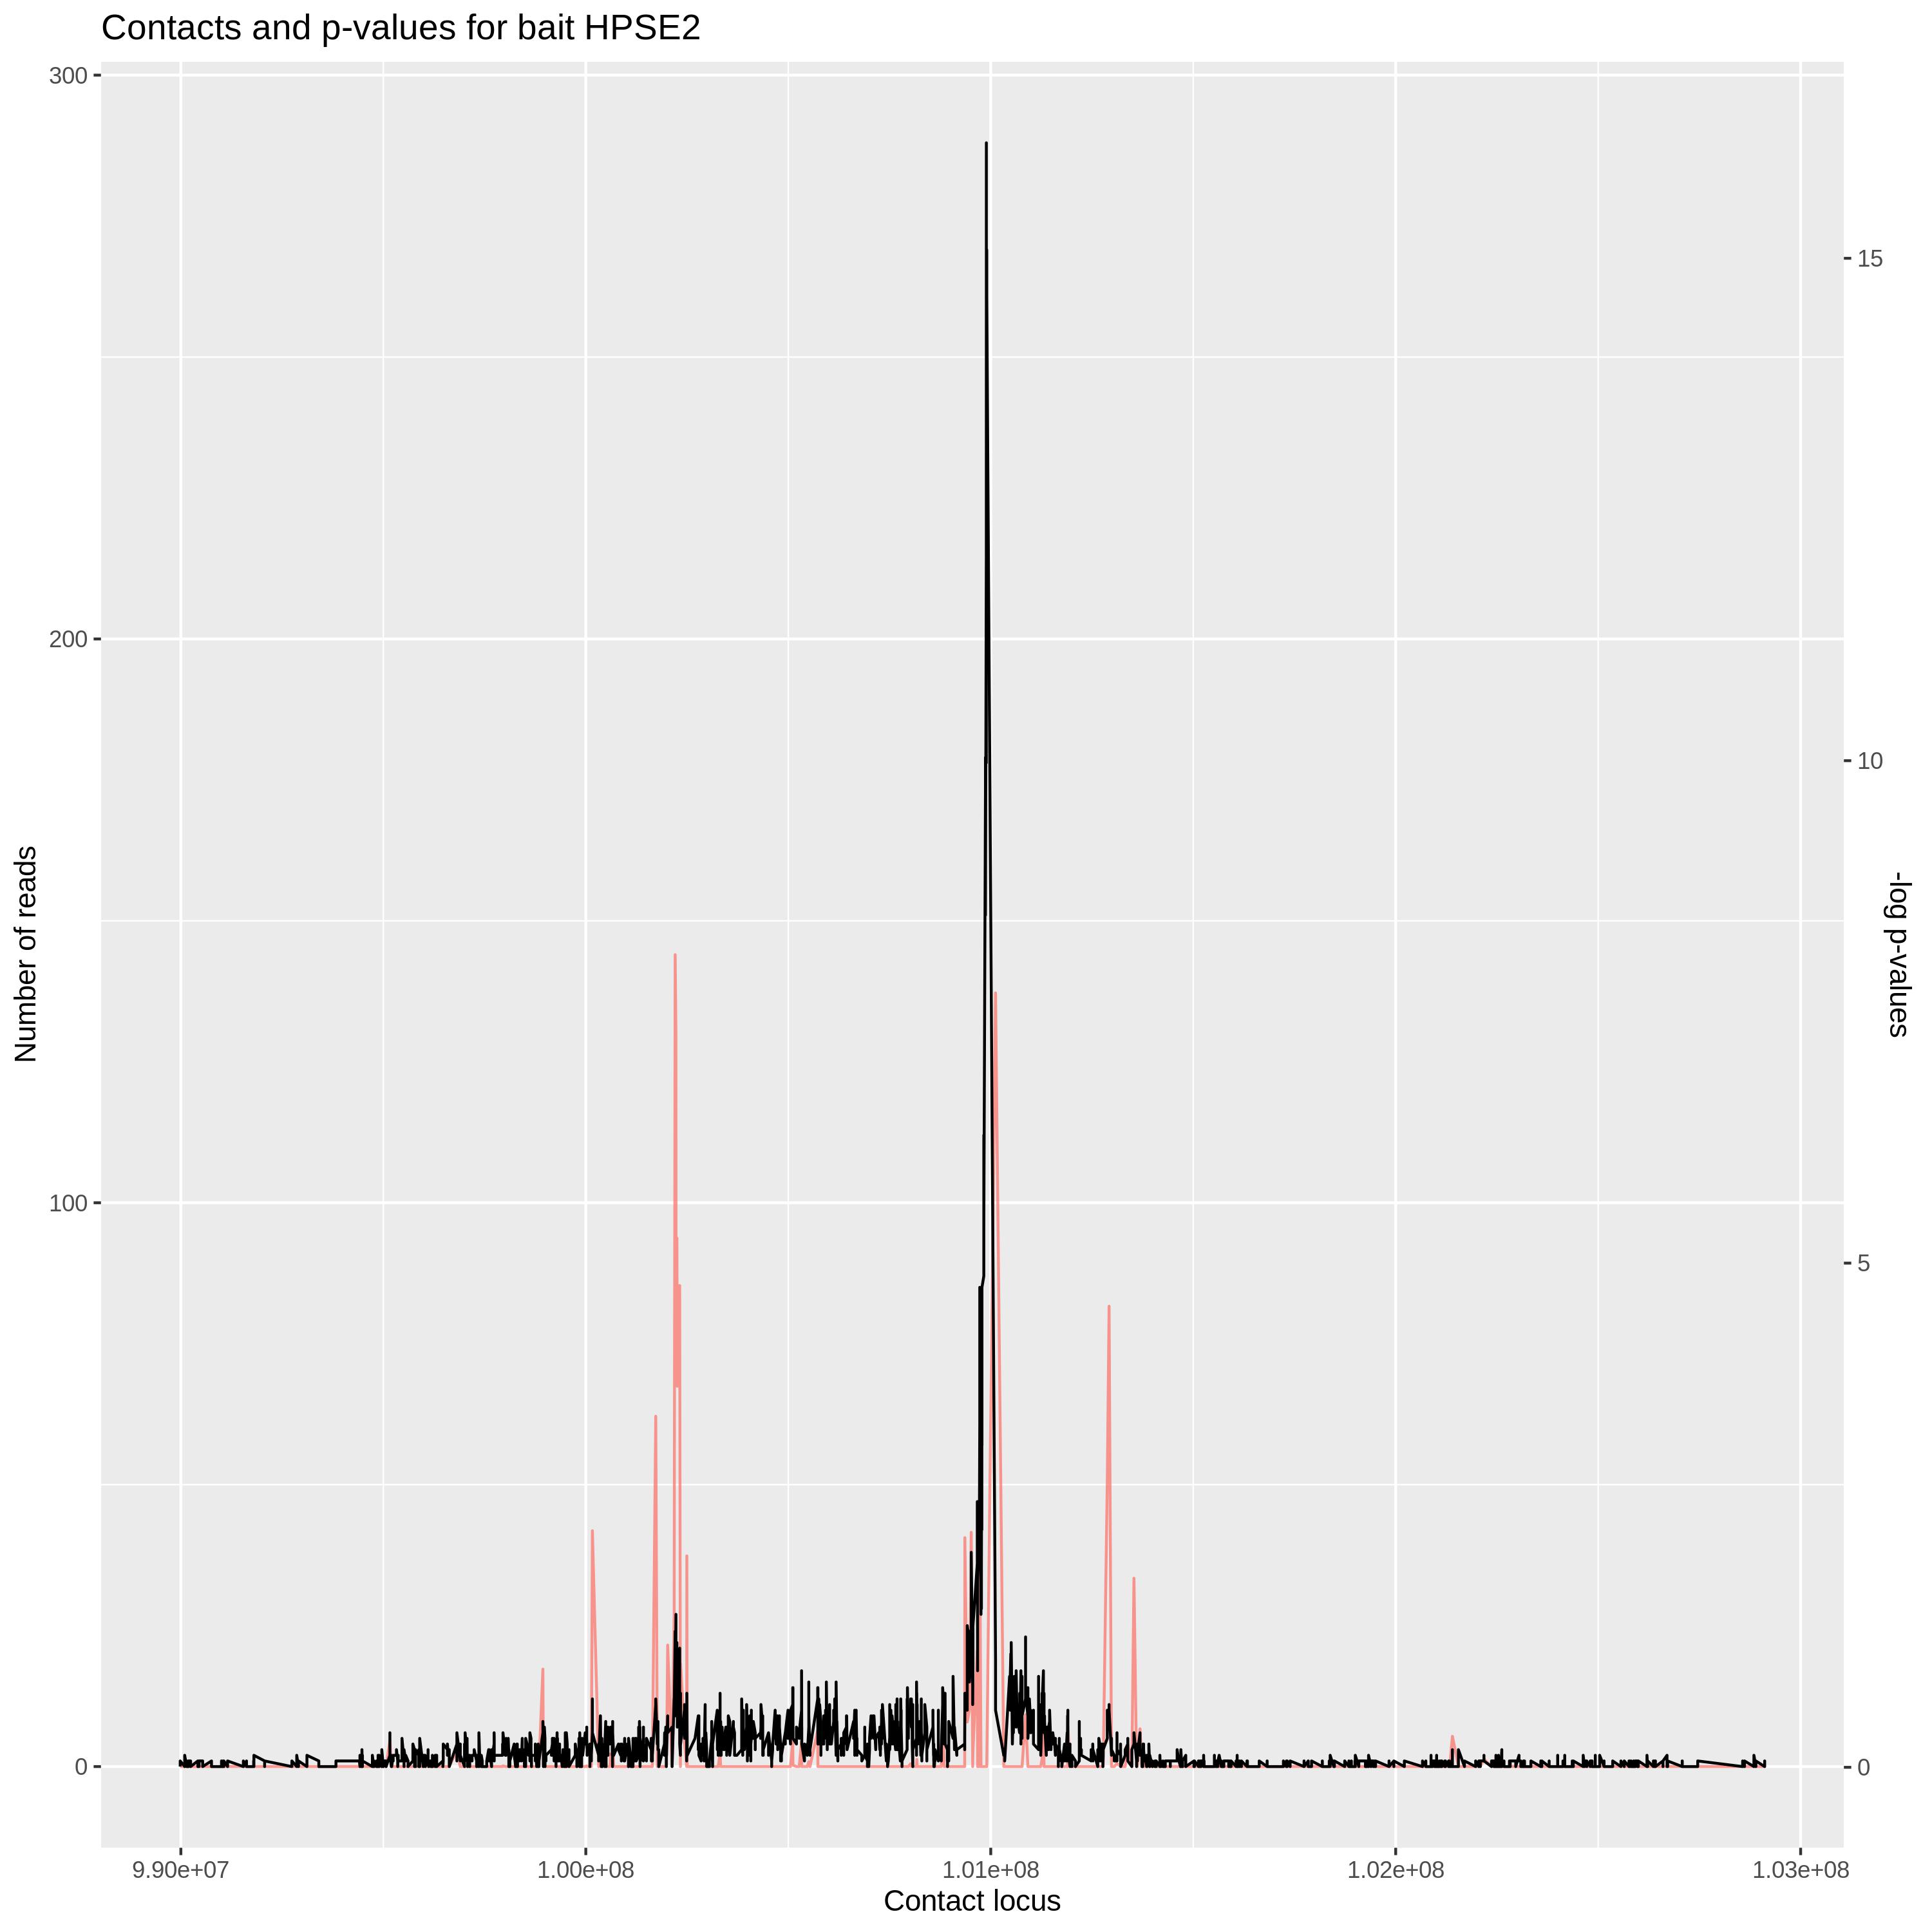 Contacts and p-values for bait HPSE2
300
200
100
0
Number of reads
15
10
5
0
-log p-values
9.90e+07 1.00e+08 1.01e+08 1.02e+08 1.03e+08
Contact locus